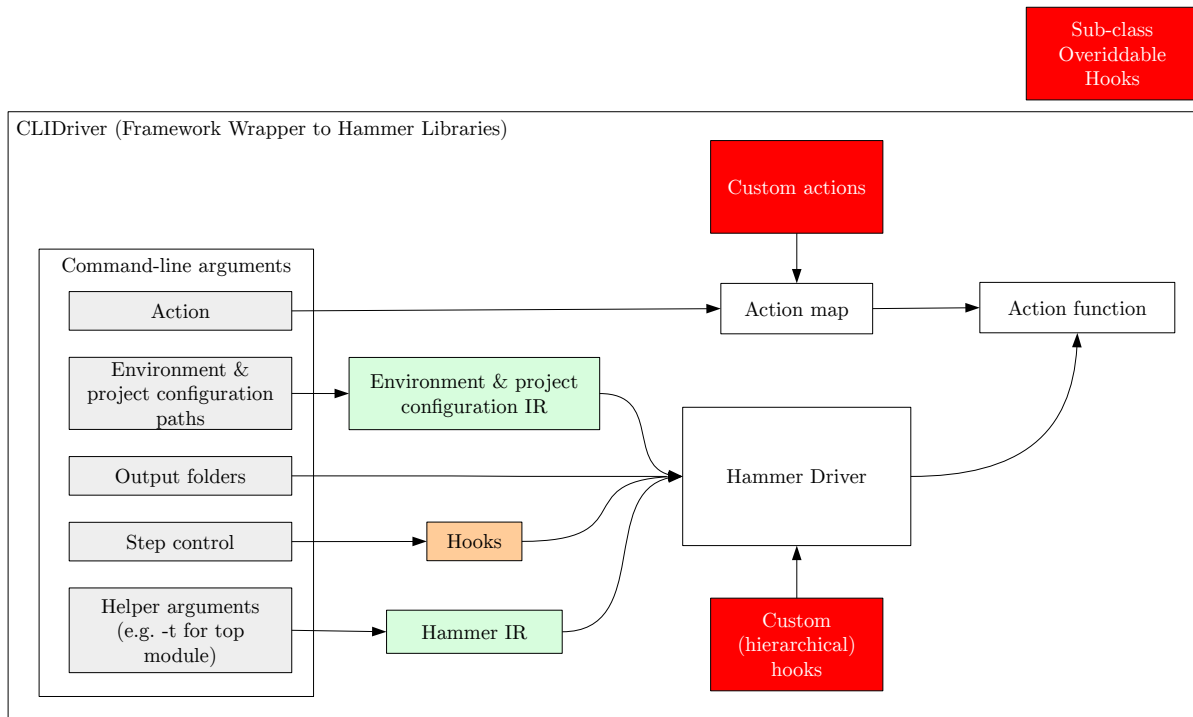 Sub-class
Overiddable
Hooks
CLIDriver (Framework Wrapper to Hammer Libraries)
Custom actions
Command-line arguments
Action
Action map
Action function
Environment &
project configuration
paths
Environment & project
configuration IR
Output folders
Hammer Driver
Step control
Hooks
Helper arguments
(e.g. -t for top
module)
Hammer IR
Custom
(hierarchical)
hooks